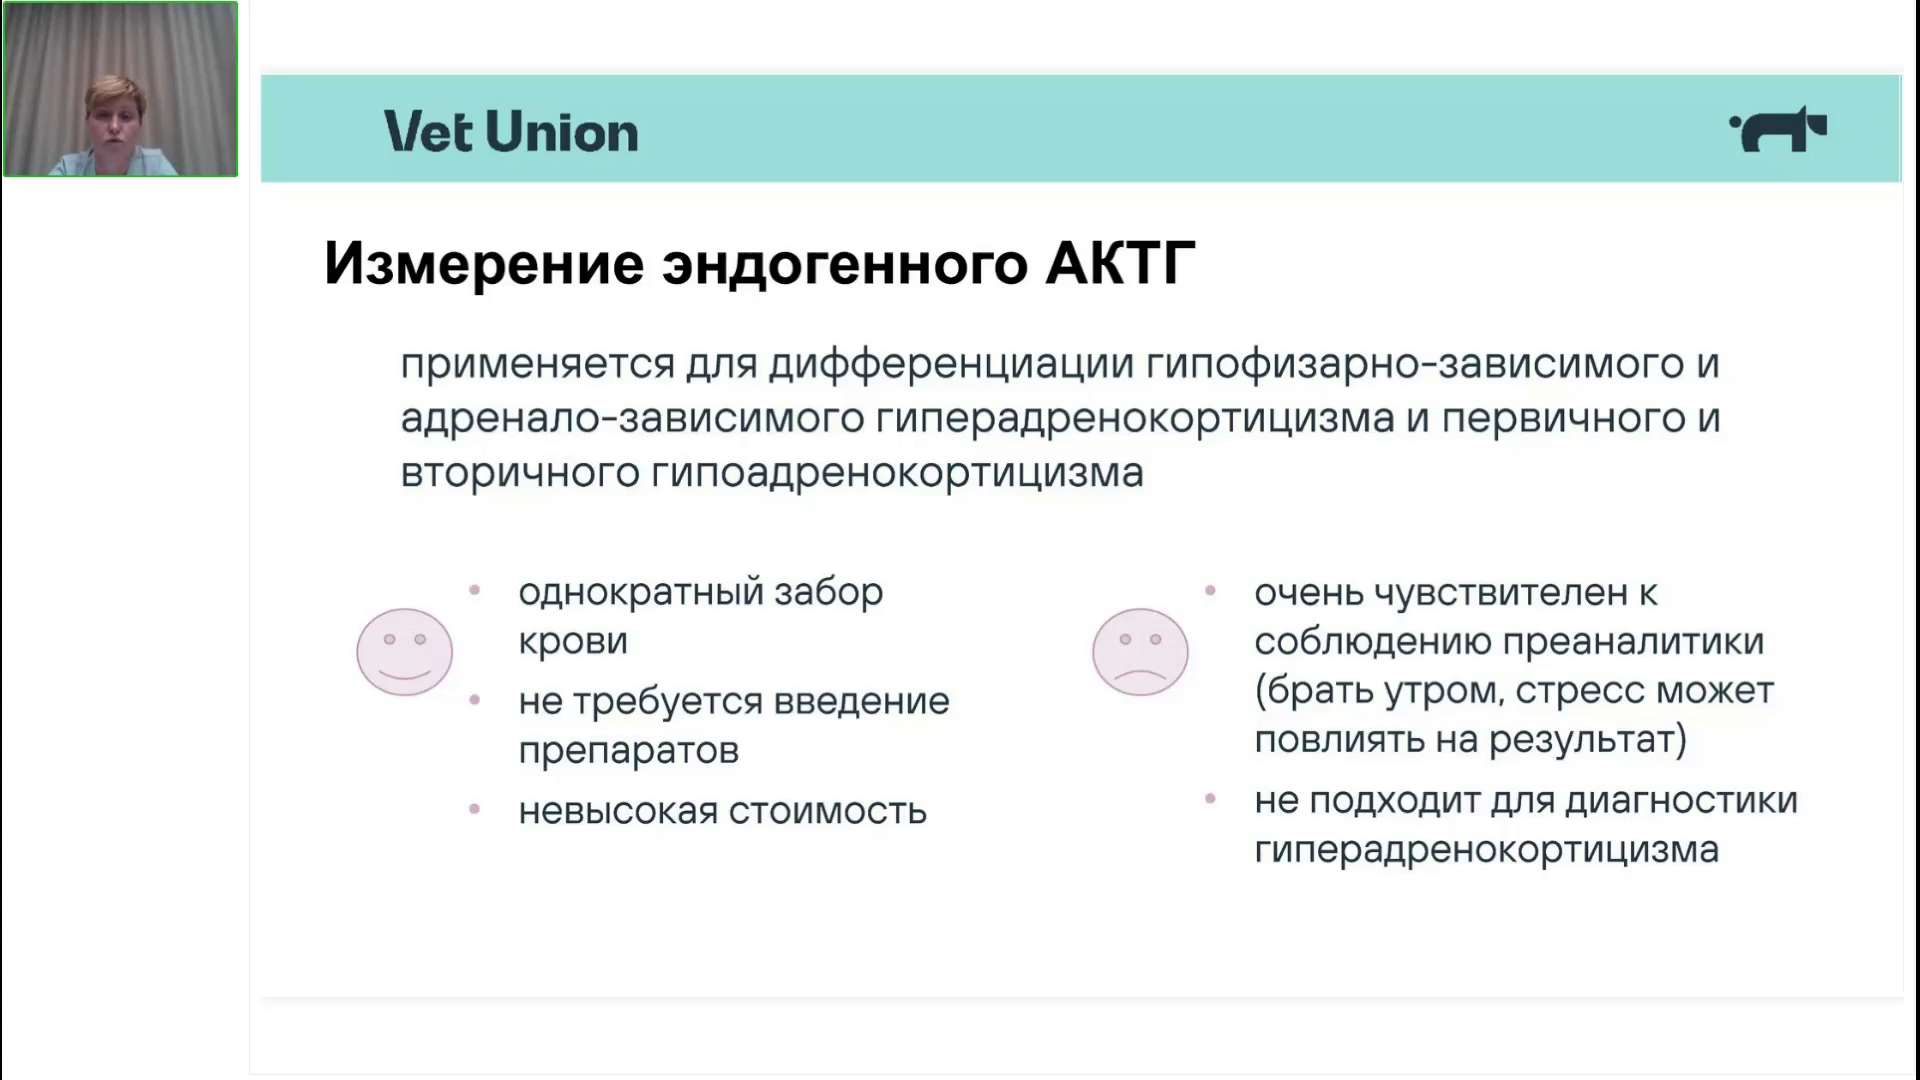 Vet Union
Измерение эндогенного АКТГ
применяется для дифференциации гипофизарно-зависимого и
адренало-зависимого гиперадренокортицизма и первичного и
вторичного гипоадренокортицизма
• однократный забор
крови
• не требуется введение
препаратов
• невысокая стоимость
• очень чувствителен к
соблюдению преаналитики
(брать утром, стресс может
повлиять на результат)
• не подходит для диагностики
гиперадренокортицизма